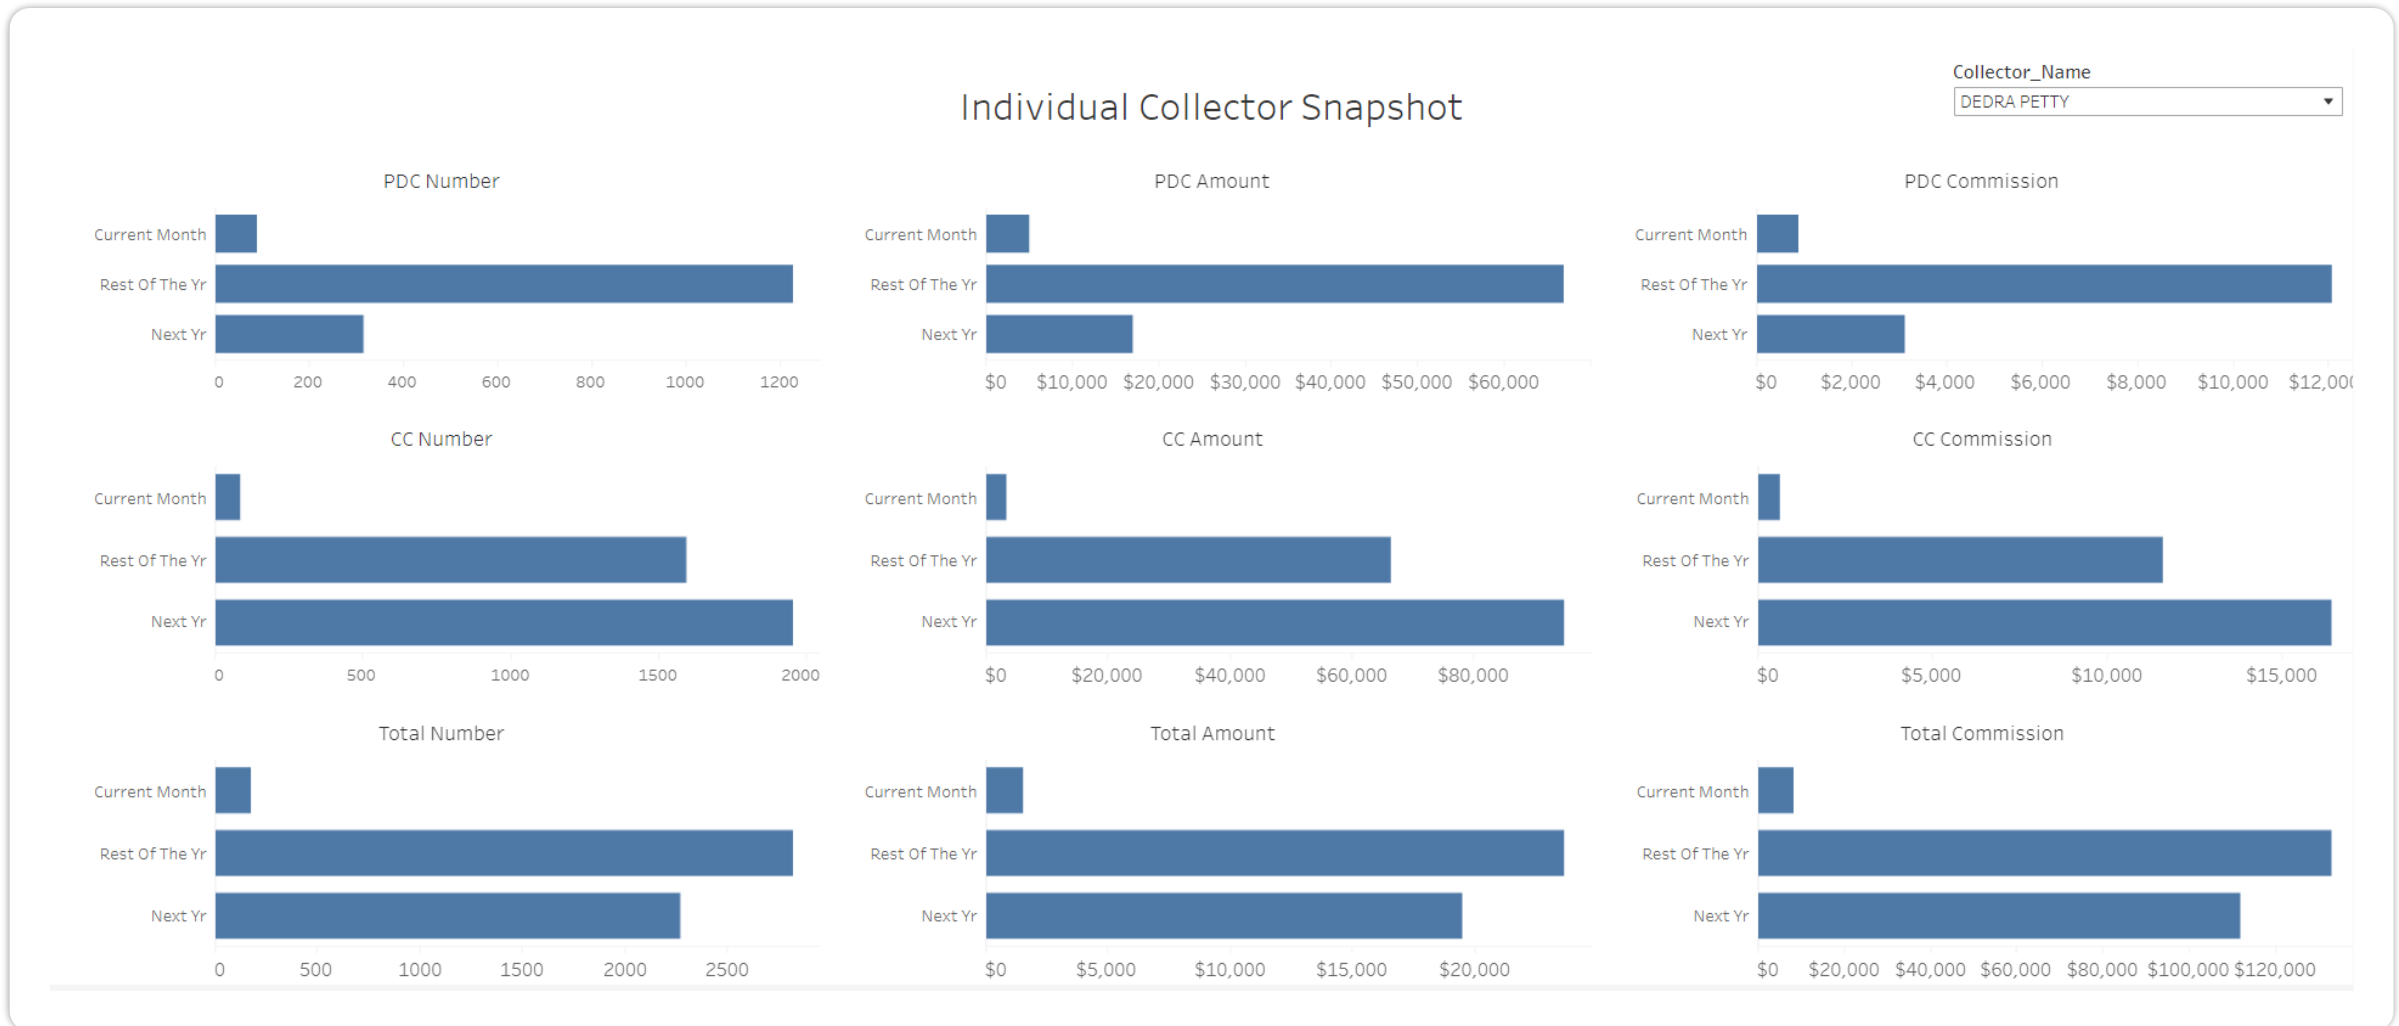 Collector_Name
DEDRA PETTY
Individual Collector Snapshot
PDC Number
Current Month
Rest Of The Yr
Next Yr
0 200 400 600 800 1000 1200
PDC Amount
Current Month
Rest Of The Yr
Next Yr
$0 $10,000 $20,000 $30,000 $40,000 $50,000 $60,000
PDC Commission
Current Month
Rest Of The Yr
Next Yr
$0 $2,000 $4,000 $6,000 $8,000 $10,000 $12,000
CC Number
Current Month
Rest Of The Yr
Next Yr
0 500 1000 1500 2000
CC Amount
Current Month
Rest Of The Yr
Next Yr
$0 $20,000 $40,000 $60,000 $80,000
CC Commission
Current Month
Rest Of The Yr
Next Yr
$0 $5,000 $10,000 $15,000
Total Number
Current Month
Rest Of The Yr
Next Yr
0 500 1000 1500 2000 2500
Total Amount
Current Month
Rest Of The Yr
Next Yr
$0 $5,000 $10,000 $15,000 $20,000
Total Commission
Current Month
Rest Of The Yr
Next Yr
$0 $20,000 $40,000 $60,000 $80,000 $100,000 $120,000